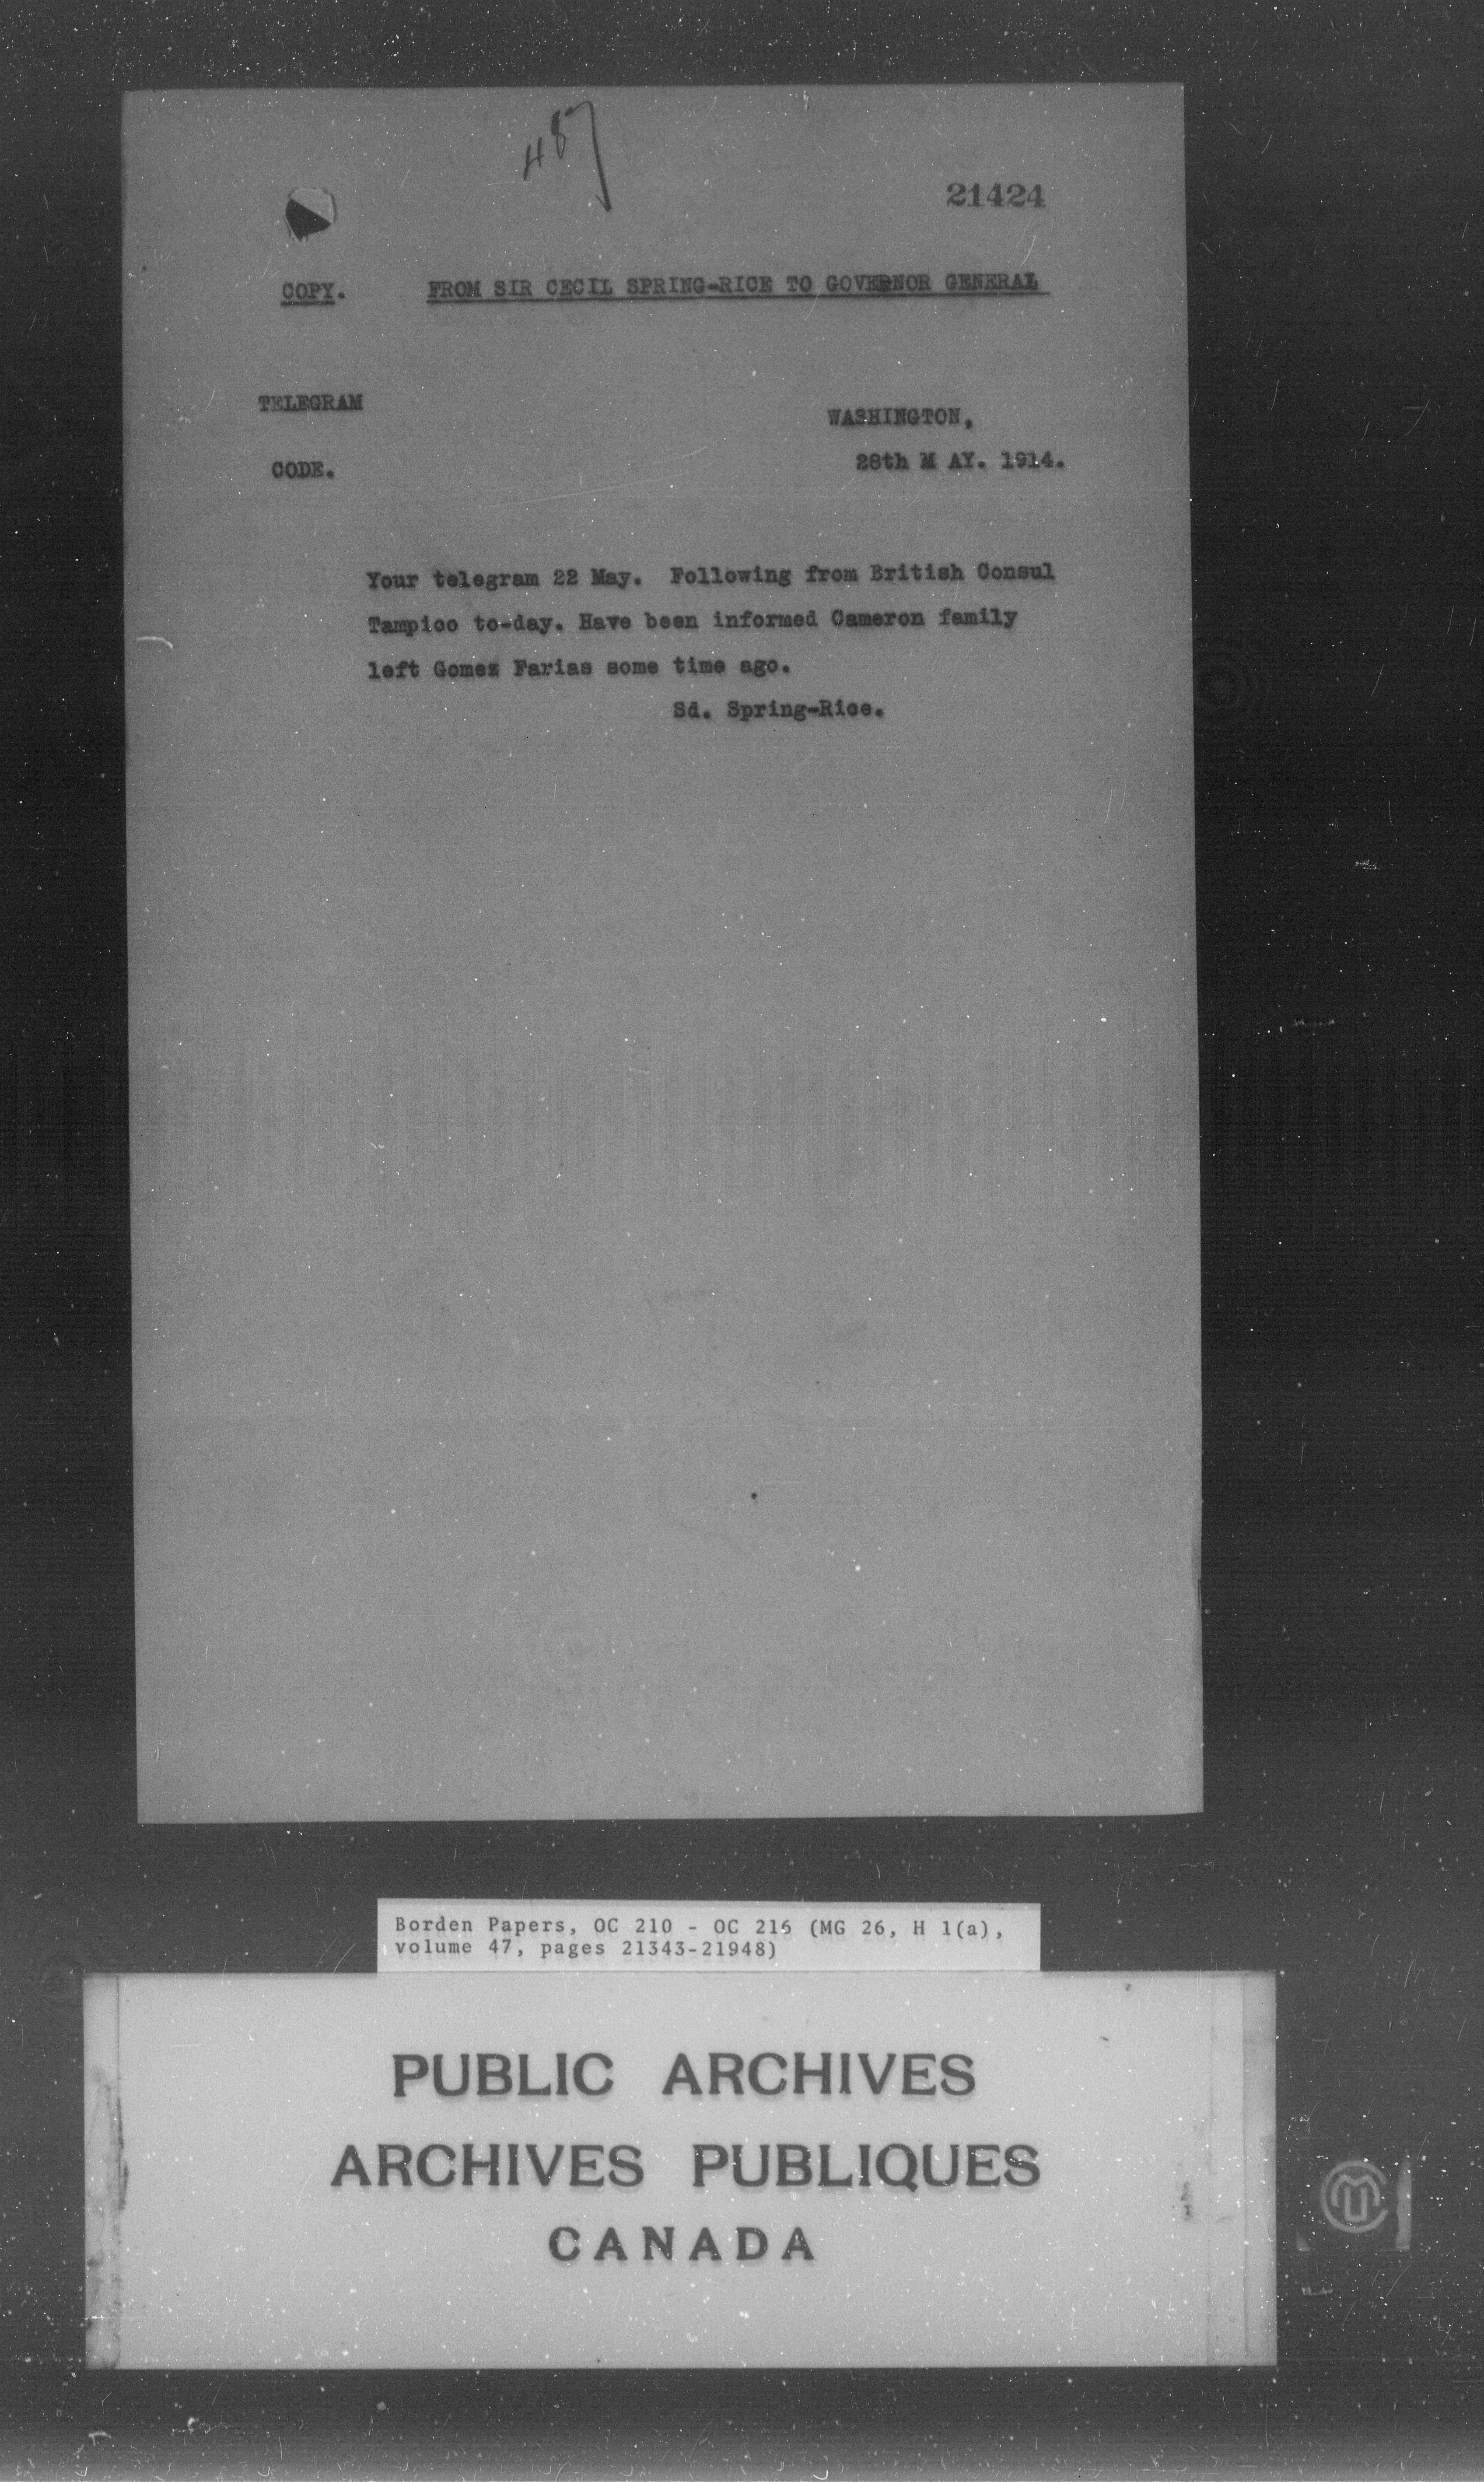 487
21424
COPY. FROM SIR CECIL SPRING-RICE TO GOVERNOR GENERAL
TELEGRAM
WASHINGTON,
CODE.
28th M AY. 1914.
Your telegram 22 May. Following from British Consul
Tampico to-day. Have been informed Cameron family
left Gomez Farias some time ago.
Sd. Spring-Rice.
Borden Papers, OC 210 - OC 215 (MG 26, H 1(a),
volume 47, pages 21343-21948)
PUBLIC ARCHIVES
ARCHIVES PUBLIQUES
CANADA